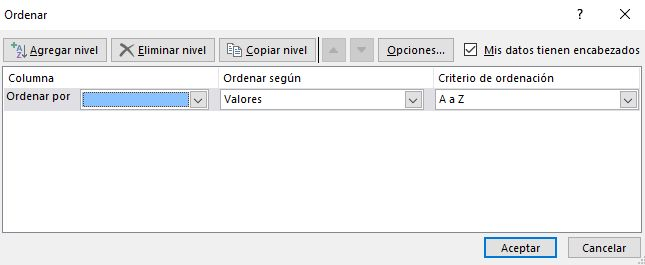 Ordenar
Agregar nivel Eliminar nivel Copiar nivel Opciones... Mis datos tienen encabezados
Columna Ordenar según Criterio de ordenación
Ordenar por Valores A a Z
Aceptar Cancelar